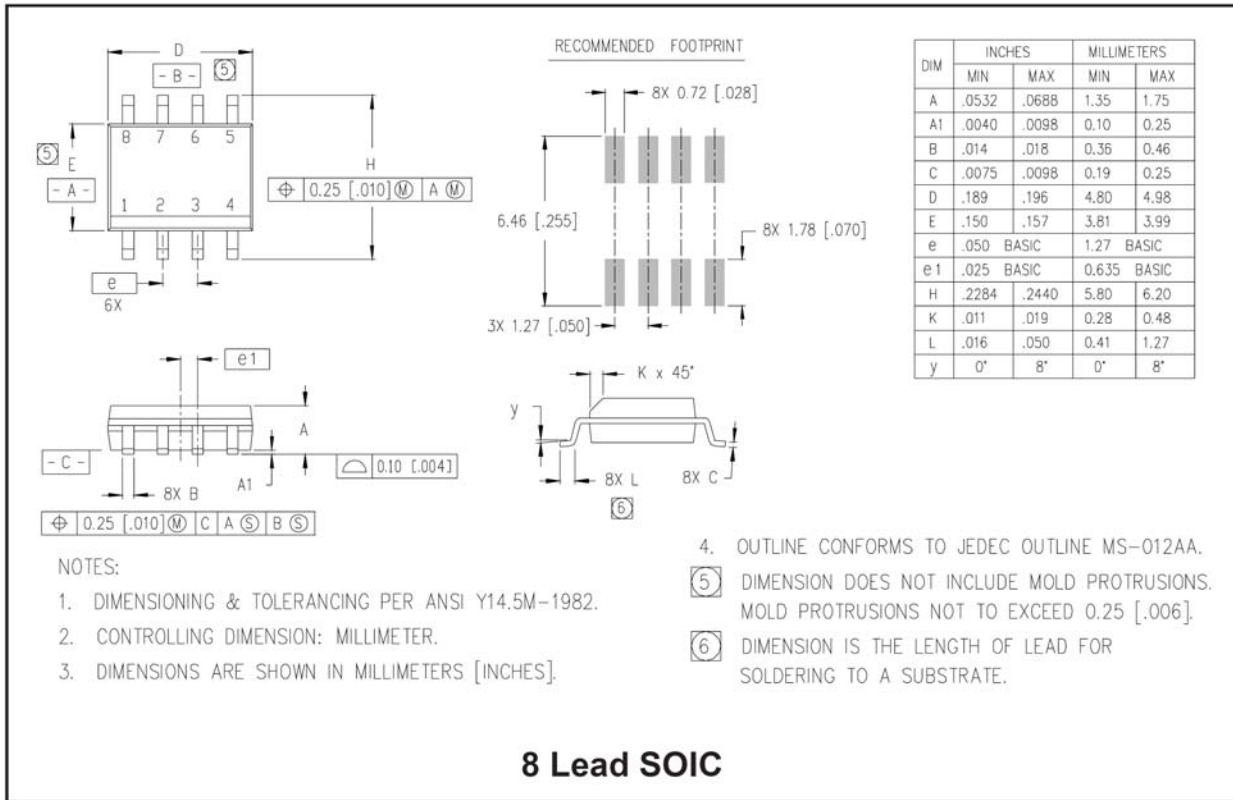 D
- B -
5
8 7 6 5
5
E
- A -
H
0.25 [.010] M A M
1 2 3 4
e
6X
RECOMMENDED FOOTPRINT
8X 0.72 [.028]
6.46 [.255]
8X 1.78 [.070]
3X 1.27 [.050]
DIM INCHES MILLIMETERS
MIN MAX MIN MAX
A .0532 .0688 1.35 1.75
A1 .0040 .0098 0.10 0.25
B .014 .018 0.36 0.46
C .0075 .0098 0.19 0.25
D .189 .196 4.80 4.98
E .150 .157 3.81 3.99
e .050 BASIC 1.27 BASIC
e1 .025 BASIC 0.635 BASIC
H .2284 .2440 5.80 6.20
K .011 .019 0.28 0.48
L .016 .050 0.41 1.27
y 0° 8° 0° 8°
e1
A
- C -
A1
0.10 [.004]
8X B
0.25 [.010] M C A S B S
K x 45°
y
8X L
8X C
6
NOTES:
1. DIMENSIONING & TOLERANCING PER ANSI Y14.5M-1982.
2. CONTROLLING DIMENSION: MILLIMETER.
3. DIMENSIONS ARE SHOWN IN MILLIMETERS [INCHES].
4. OUTLINE CONFORMS TO JEDEC OUTLINE MS-012AA.
5 DIMENSION DOES NOT INCLUDE MOLD PROTRUSIONS.
MOLD PROTRUSIONS NOT TO EXCEED 0.25 [.006].
6 DIMENSION IS THE LENGTH OF LEAD FOR
SOLDERING TO A SUBSTRATE.
8 Lead SOIC